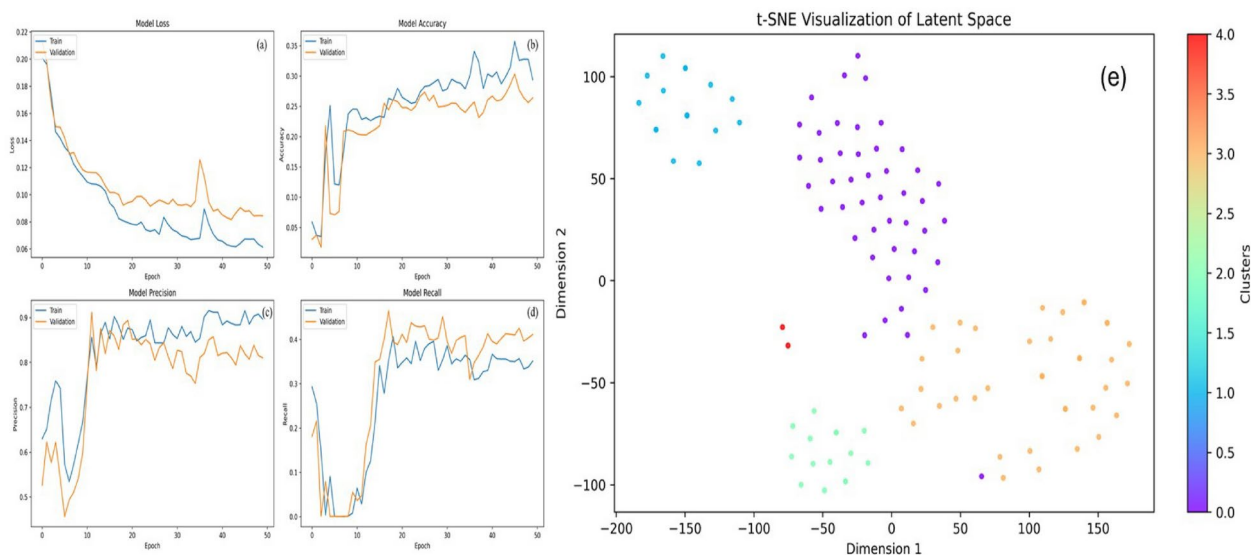 Model Loss
Train
Validation
(a)
0.22
0.20
0.18
0.16
0.14
0.12
0.10
0.08
0.06
Loss
0
10
20
30
40
50
Epoch
Model Accuracy
Train
Validation
(b)
0.35
0.30
0.25
0.20
0.15
0.10
0.05
Accuracy
0
10
20
30
40
50
Epoch
Model Precision
Train
Validation
(c)
0.9
0.8
0.7
0.6
0.5
Precision
0
10
20
30
40
50
Epoch
Model Recall
Train
Validation
(d)
0.4
0.3
0.2
0.1
0.0
Recall
0
10
20
30
40
50
Epoch
t-SNE Visualization of Latent Space
(e)
100
50
0
−50
−100
Dimension 2
−200
−150
−100
−50
0
50
100
150
Dimension 1
4.0
3.5
3.0
2.5
2.0
1.5
1.0
0.5
0.0
Clusters